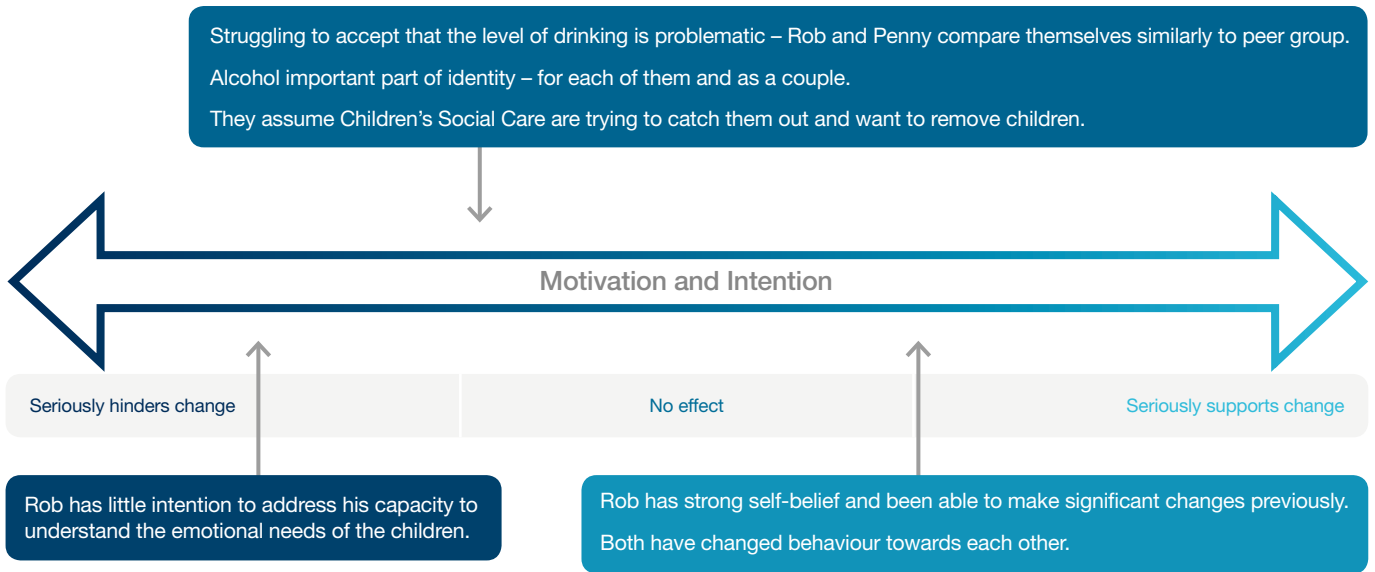 Struggling to accept that the level of drinking is problematic – Rob and Penny compare themselves similarly to peer group.
Alcohol important part of identity – for each of them and as a couple.
They assume Children’s Social Care are trying to catch them out and want to remove children.
Motivation and Intention
Seriously hinders change
No effect
Seriously supports change
Rob has little intention to address his capacity to
understand the emotional needs of the children.
Rob has strong self-belief and been able to make significant changes previously.
Both have changed behaviour towards each other.